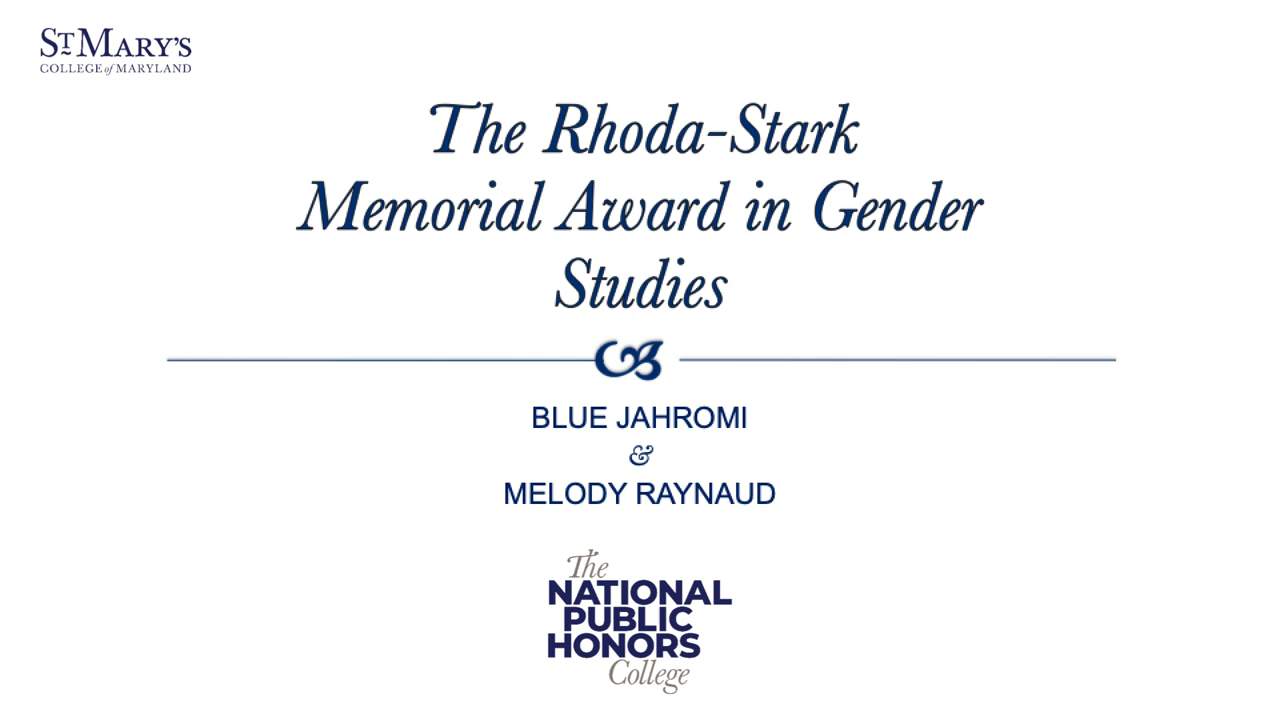 ST MARY'S
COLLEGE of MARYLAND
The Rhoda-Stark
Memorial Award in Gender
Studies
BLUE JAHROMI
&
MELODY RAYNAUD
The
NATIONAL
PUBLIC
HONORS
College